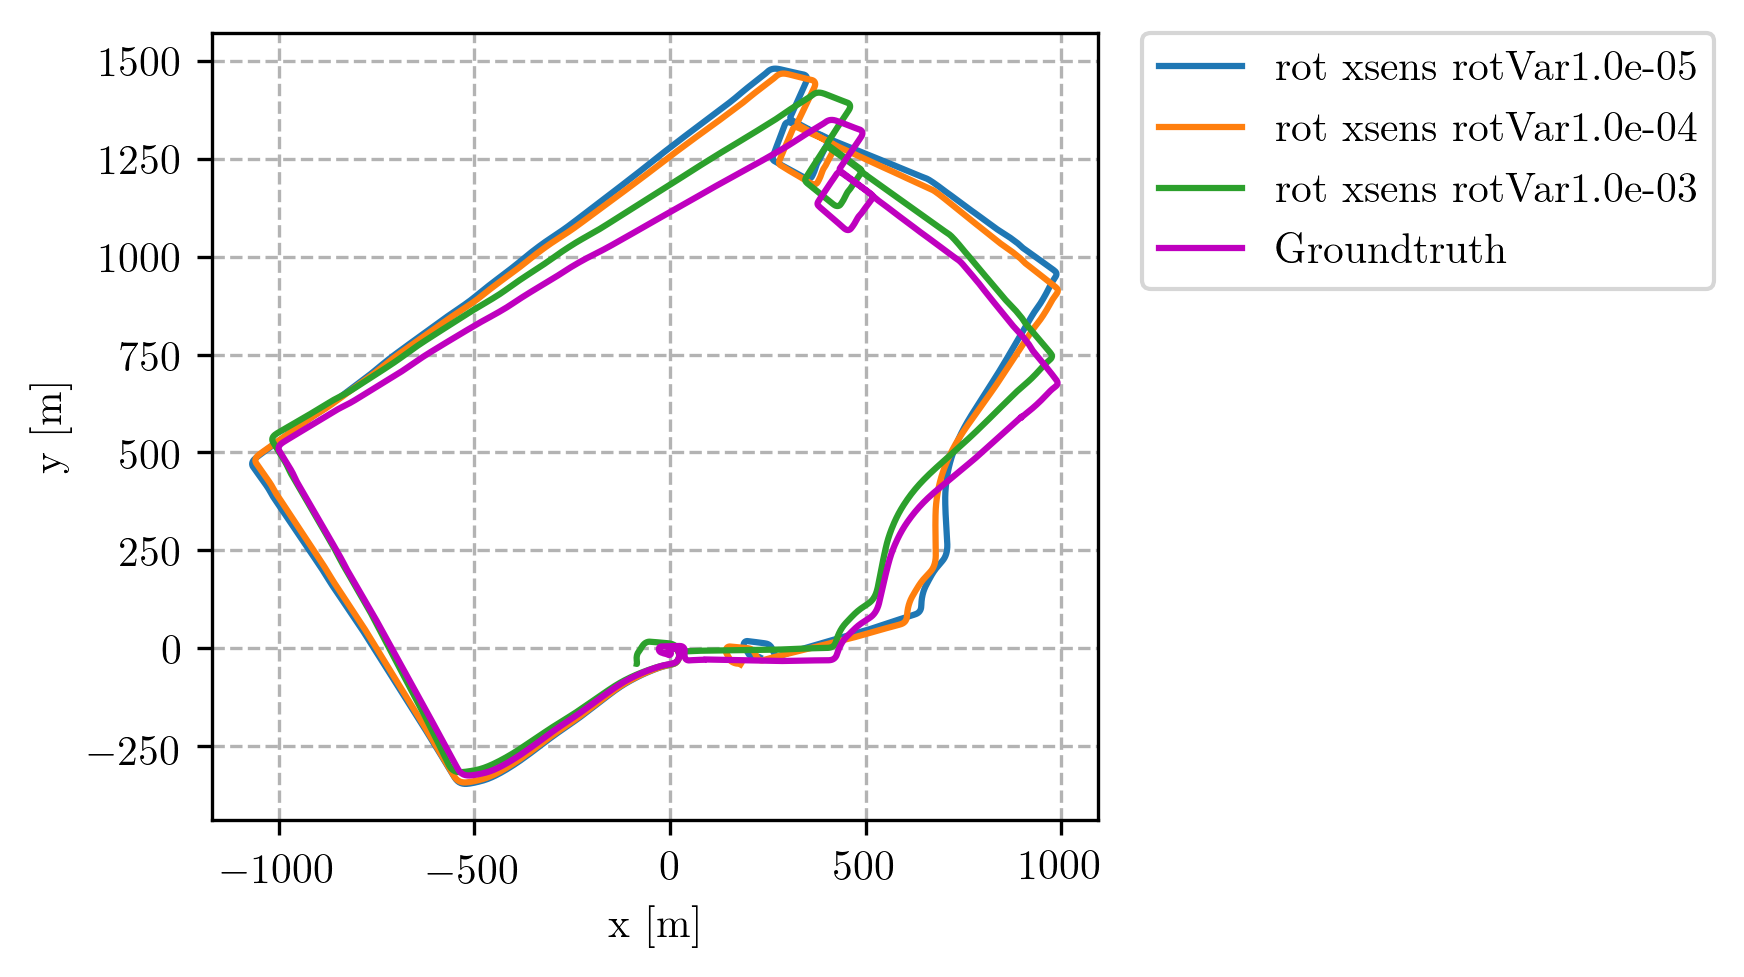 1500
1250
1000
750
500
250
0
−250
y [m]
−1000 −500 0 500 1000
x [m]
rot xsens rotVar1.0e-05
rot xsens rotVar1.0e-04
rot xsens rotVar1.0e-03
Groundtruth